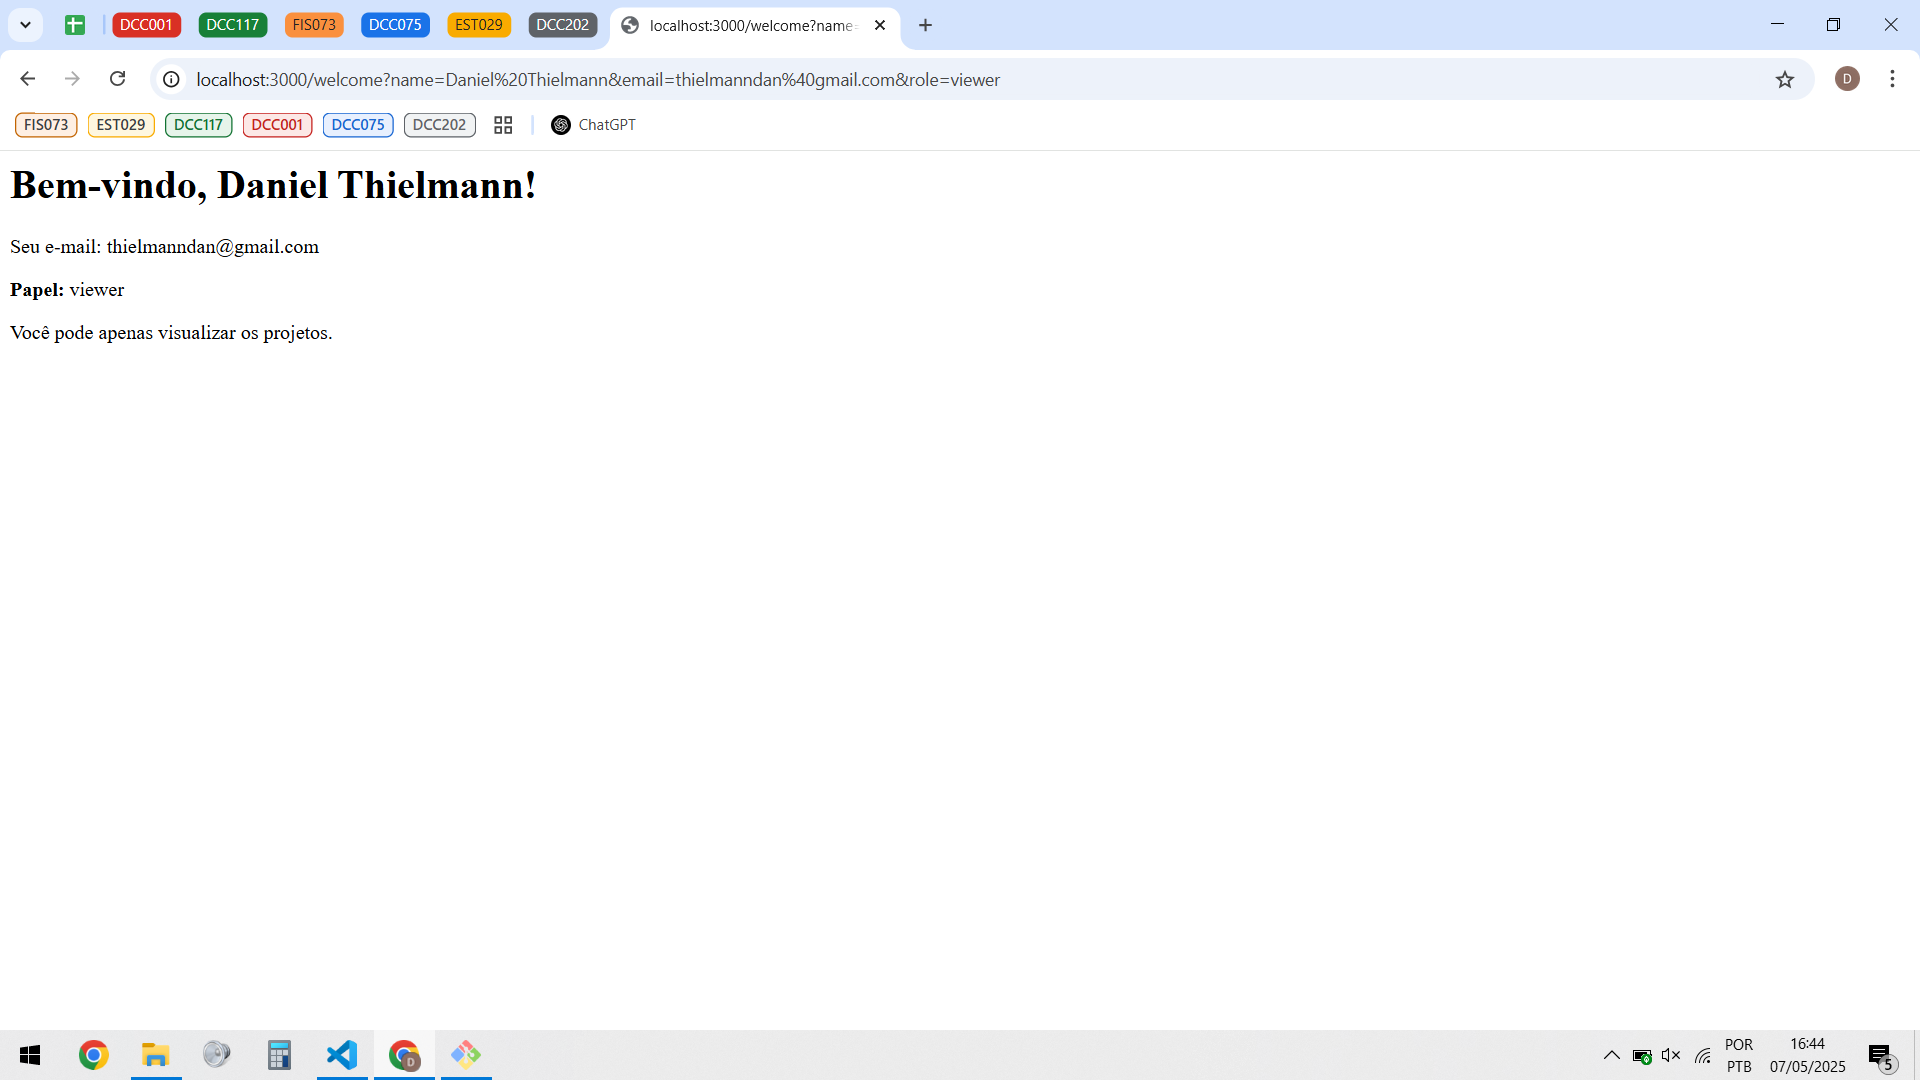 DCC001 DCC117 FIS073 DCC075 EST029 DCC202 localhost:3000/welcome?name=
localhost:3000/welcome?name=Daniel%20Thielmann&email=thielmanndan%40gmail.com&role=viewer D
FIS073 EST029 DCC117 DCC001 DCC075 DCC202 ChatGPT
Bem-vindo, Daniel Thielmann!
Seu e-mail: thielmanndan@gmail.com
Papel: viewer
Você pode apenas visualizar os projetos.
D
POR 16:44
PTB 07/05/2025 5